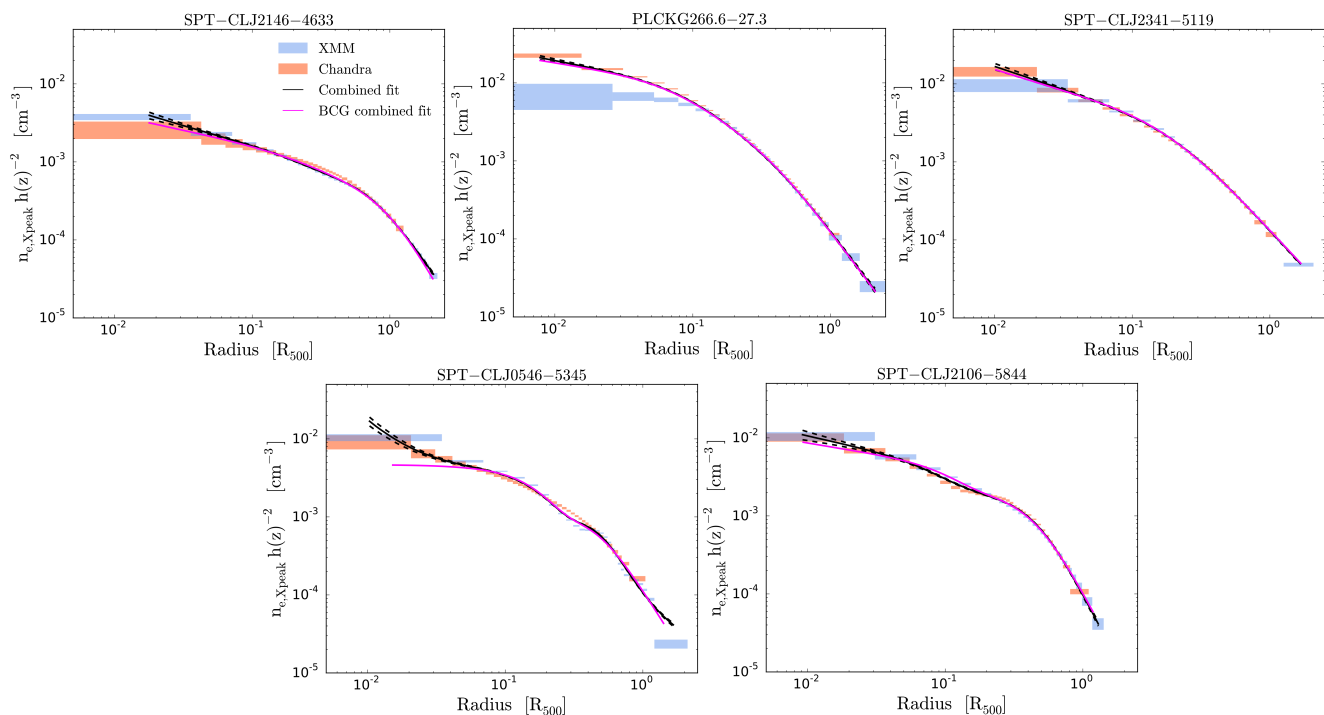 SPT−CLJ2146−4633
n_e,Xpeak h(z)^−2 [cm^−3]
10^-2
10^-3
10^-4
10^-5
XMM
Chandra
Combined fit
BCG combined fit
10^-2 10^-1 10^0
Radius [R_500]
PLCKG266.6−27.3
n_e,Xpeak h(z)^−2 [cm^−3]
10^-2
10^-3
10^-4
10^-5
10^-2 10^-1 10^0
Radius [R_500]
SPT−CLJ2341−5119
n_e,Xpeak h(z)^−2 [cm^−3]
10^-2
10^-3
10^-4
10^-5
10^-2 10^-1 10^0
Radius [R_500]
SPT−CLJ0546−5345
n_e,Xpeak h(z)^−2 [cm^−3]
10^-2
10^-3
10^-4
10^-5
10^-2 10^-1 10^0
Radius [R_500]
SPT−CLJ2106−5844
n_e,Xpeak h(z)^−2 [cm^−3]
10^-2
10^-3
10^-4
10^-5
10^-2 10^-1 10^0
Radius [R_500]